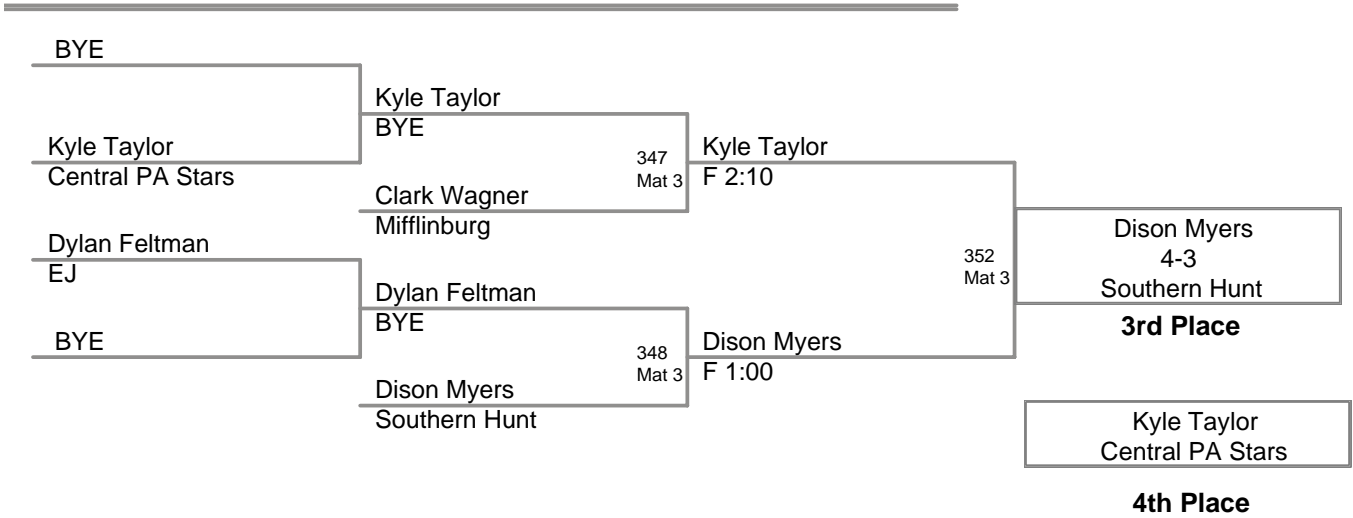 BYE
Kyle Taylor
BYE
Kyle Taylor
Central PA Stars
347
Mat 3
Kyle Taylor
F 2:10
Clark Wagner
Mifflinburg
Dylan Feltman
EJ
Dison Myers
4-3
Southern Hunt
3rd Place
352
Mat 3
Dylan Feltman
BYE
BYE
348
Mat 3
Dison Myers
F 1:00
Dison Myers
Southern Hunt
Kyle Taylor
Central PA Stars
4th Place